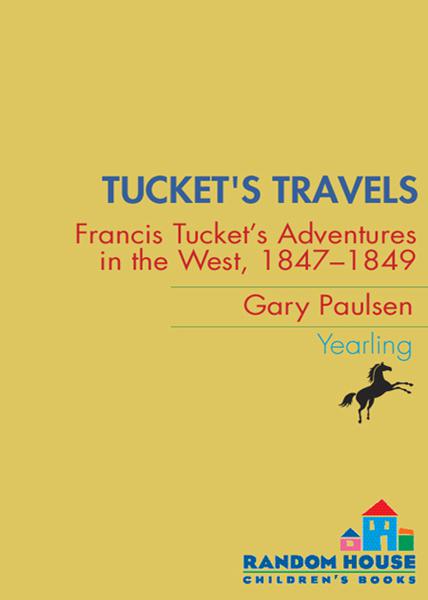 TUCKET'S TRAVELS
Francis Tucket's Adventures
in the West, 1847–1849
Gary Paulsen
Yearling
RANDOM HOUSE
CHILDREN'S BOOKS